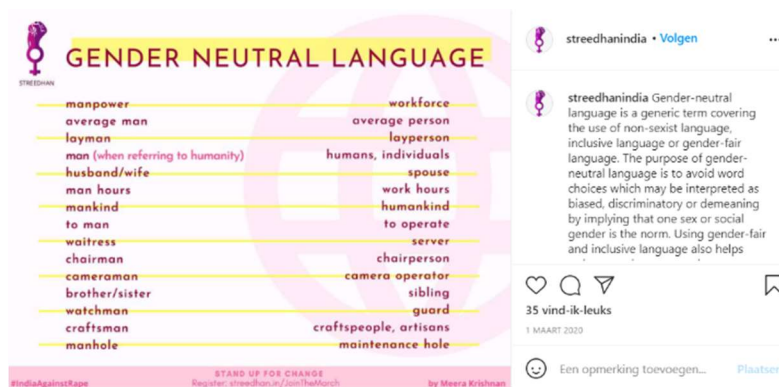 GENDER NEUTRAL LANGUAGE
STREEDHAN
manpower workforce
average man average person
layman layperson
man (when referring to humanity) humans, individuals
husband/wife spouse
man hours work hours
mankind humankind
to man to operate
waitress server
chairman chairperson
cameraman camera operator
brother/sister sibling
watchman guard
craftsman craftspeople, artisans
manhole maintenance hole
STAND UP FOR CHANGE
#IndiaAgainstRape Register: streedhan.in/JoinTheMarch by Meera Krishnan
streedhanindia • Volgen
streedhanindia Gender-neutral
language is a generic term covering
the use of non-sexist language,
inclusive language or gender-fair
language. The purpose of gender-
neutral language is to avoid word
choices which may be interpreted as
biased, discriminatory or demeaning
by implying that one sex or social
gender is the norm. Using gender-fair
and inclusive language also helps
35 vind-ik-leuks
1 MAART 2020
Een opmerking toevoegen... Plaatsen